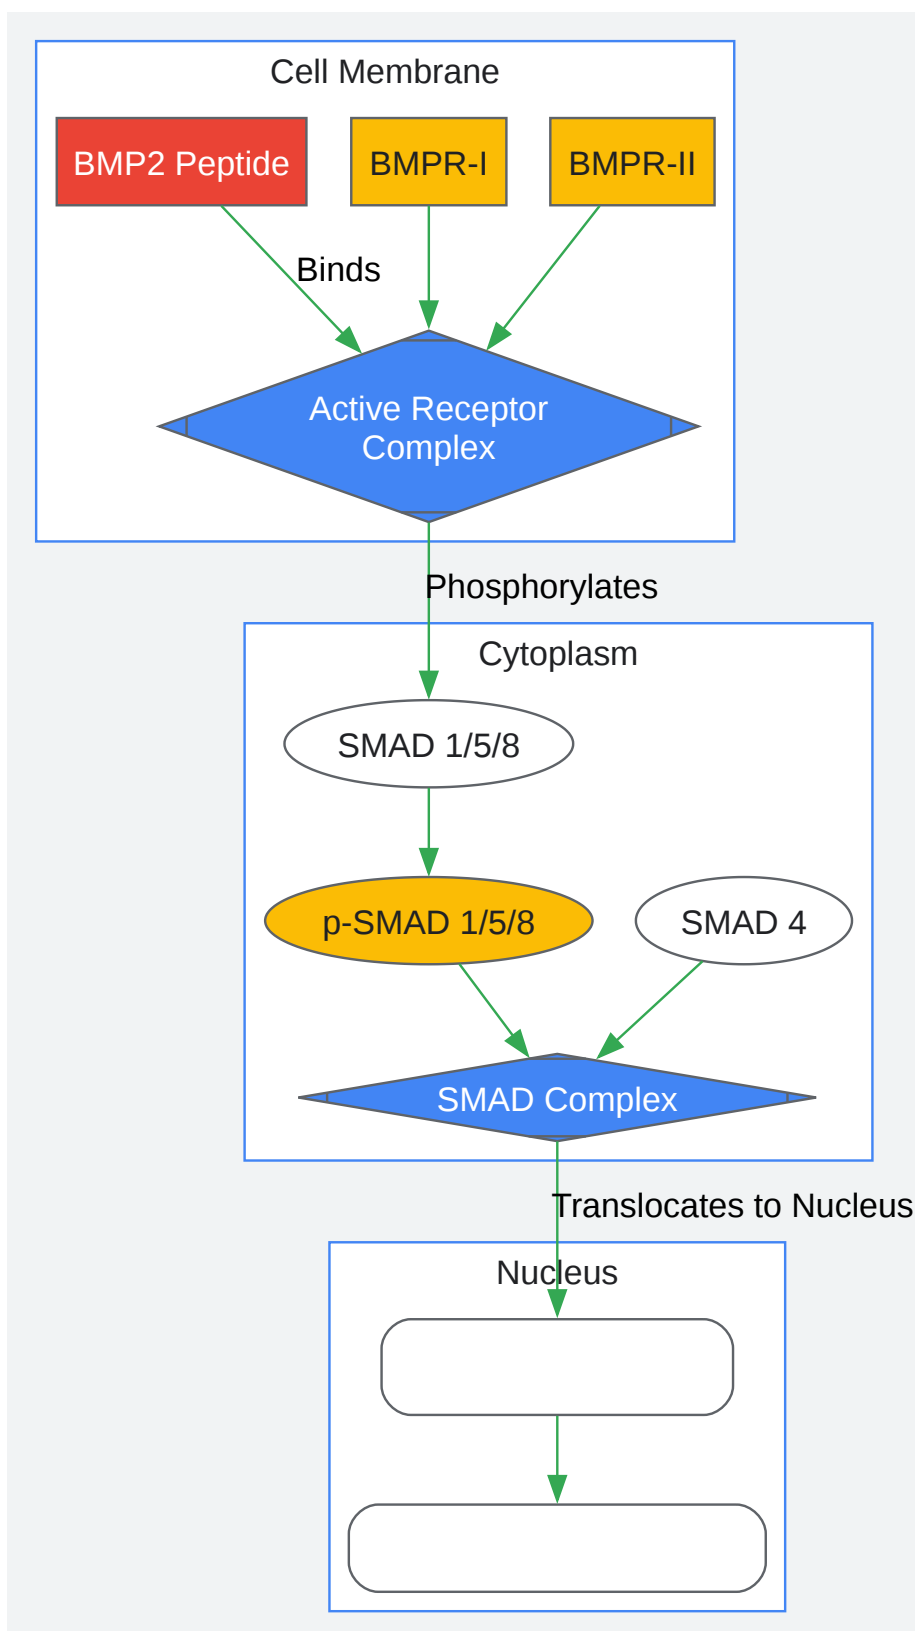 Cell Membrane
BMP2 Peptide
BMPR-I
BMPR-II
Binds
Active Receptor
Complex
Phosphorylates
Cytoplasm
SMAD 1/5/8
p-SMAD 1/5/8
SMAD 4
SMAD Complex
Translocates to Nucleus
Nucleus